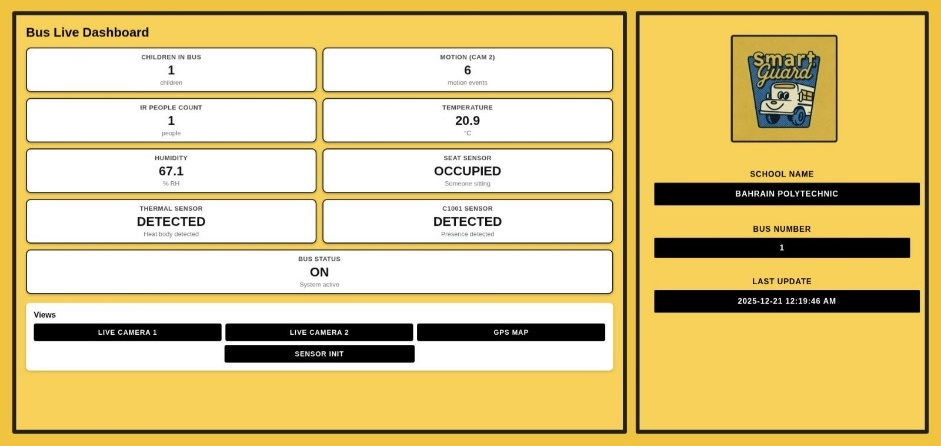 Bus Live Dashboard
CHILDREN IN BUS
1
children
MOTION (CAM 2)
6
motion events
IR PEOPLE COUNT
1
people
TEMPERATURE
20.9
°C
HUMIDITY
67.1
% RH
SEAT SENSOR
OCCUPIED
Someone sitting
THERMAL SENSOR
DETECTED
Heat body detected
C1001 SENSOR
DETECTED
Presence detected
BUS STATUS
ON
System active
Views
LIVE CAMERA 1
LIVE CAMERA 2
GPS MAP
SENSOR INIT
Smart
Guard
SCHOOL NAME
BAHRAIN POLYTECHNIC
BUS NUMBER
1
LAST UPDATE
2025-12-21 12:19:46 AM